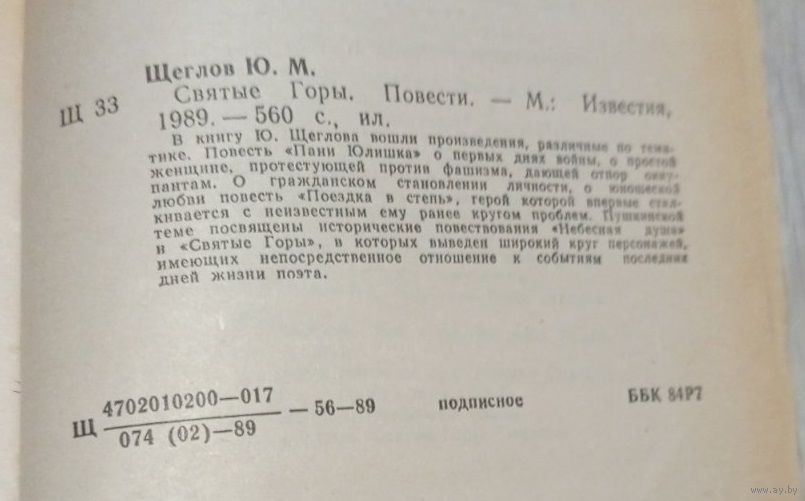 Щеглов Ю. М.
Щ 33
Святые Горы. Повести. — М.: Известия,
1989. — 560 с., ил.
В книгу Ю. Щеглова вошли произведения, различные по тема-
тике. Повесть «Пани Юлишка» о первых днях войны, о простой
женщине, протестующей против фашизма, дающей отпор окку-
пантам. О гражданском становлении личности, о юношеской
любви повесть «Поездка в степь», герой которой впервые стал-
кивается с неизвестным ему ранее кругом проблем. Пушкинской
теме посвящены исторические повествования «Небесная душа»
и «Святые Горы», в которых выведен широкий круг персонажей,
имеющих непосредственное отношение к событиям последних
дней жизни поэта.
Щ 4702010200—017
074 (02)—89
— 56—89
подписное
ББК 84Р7
www.ay.by